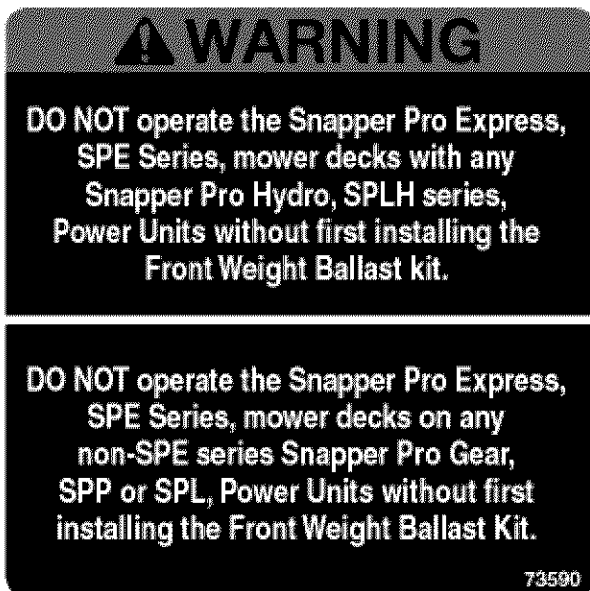 WARNING
DO NOT operate the Snapper Pro Express,
SPE Series, mower decks with any
Snapper Pro Hydro, SPLH series,
Power Units without first installing the
Front Weight Ballast kit.
DO NOT operate the Snapper Pro Express,
SPE Series, mower decks on any
non-SPE series Snapper Pro Gear,
SPP or SPL, Power Units without first
installing the Front Weight Ballast Kit.
73590